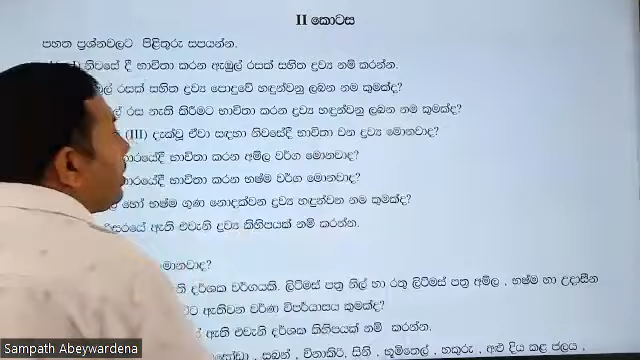 II කොටස
පහත ප්‍රශ්නවලට පිළිතුරු සපයන්න.
නිවසේ දී භාවිතා කරන ඇඹුල් රසක් සහිත ද්‍රව්‍ය නම් කරන්න.
රසක් සහිත ද්‍රව්‍ය පොදුවේ හඳුන්වනු ලබන නම කුමක්ද?
රස නැති කිරීමට භාවිතා කරන ද්‍රව්‍ය හඳුන්වනු ලබන නම කුමක්ද?
(III) දැක්වූ ඒවා සඳහා නිවසේදී භාවිතා වන ද්‍රව්‍ය මොනවාද?
භාවිතා කරන අම්ල වර්ග මොනවාද?
භාවිතා කරන භෂ්ම වර්ග මොනවාද?
හෝ භෂ්ම ගුණ නොදක්වන ද්‍රව්‍ය හඳුන්වන නම කුමක්ද?
ඇති එවැනි ද්‍රව්‍ය කිහිපයක් නම් කරන්න.
මොනවාද?
දර්ශක වර්ගයකි. ලිට්මස් පත්‍ර නිල් හා රතු ලිට්මස් පත්‍ර අම්ල , භෂ්ම හා උදාසීන
ඇතිවන වර්ණ විපර්යාසය කුමක්ද?
ඇති එවැනි දර්ශක කිහිපයක් නම් කරන්න.
සබන් , විනාකිරි, සිනි , භූමිතෙල් , හකුරු , අළු දිය කළ ජලය ,
Sampath Abeywardena